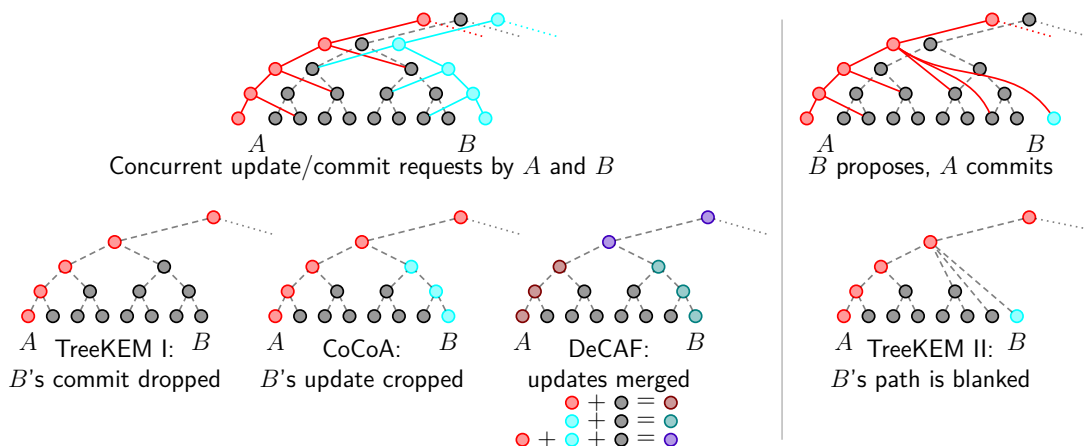 A B
Concurrent update/commit requests by A and B
A B
B proposes, A commits
A TreeKEM I: B
B's commit dropped
A CoCoA: B
B's update cropped
A DeCAF: B
updates merged
+ =
+ =
+ + =
A TreeKEM II: B
B's path is blanked